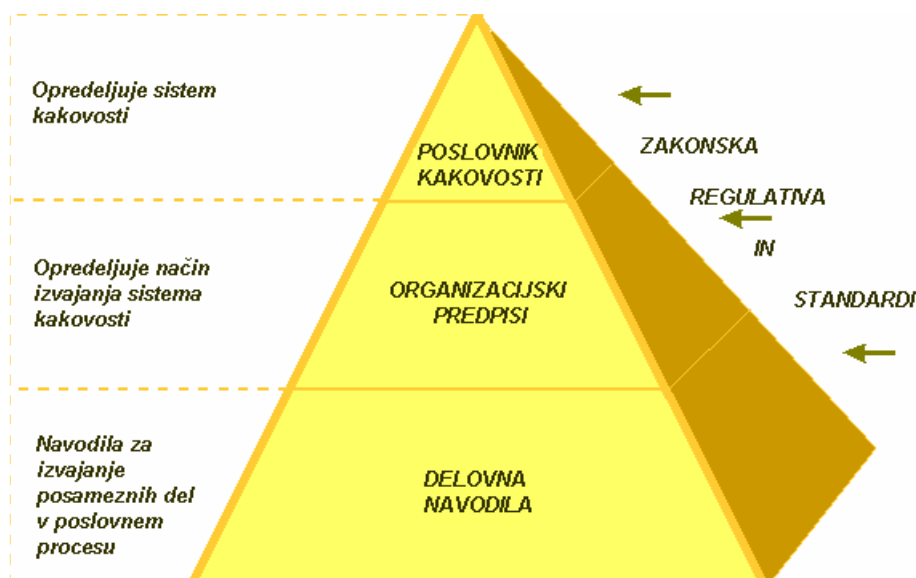 Opredeljuje sistem
kakovosti
POSLOVNIK
KAKOVOSTI
ZAKONSKA
REGULATIVA
IN
STANDARDI
Opredeljuje način
izvajanja sistema
kakovosti
ORGANIZACIJSKI
PREDPISI
Navodila za
izvajanje
posameznih del
v poslovnem
procesu
DELOVNA
NAVODILA